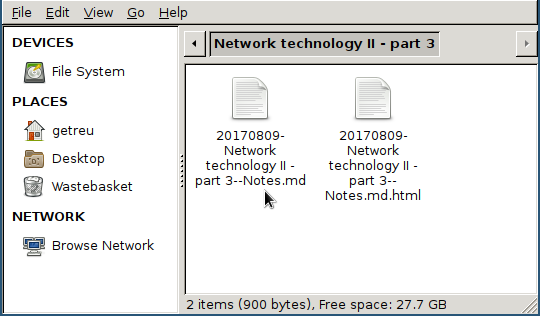 File Edit View Go Help
DEVICES
File System
PLACES
getreu
Desktop
Wastebasket
NETWORK
Browse Network
Network technology II - part 3
20170809-
Network
technology II -
part 3--Notes.md
20170809-
Network
technology II -
part 3--
Notes.md.html
2 items (900 bytes), Free space: 27.7 GB